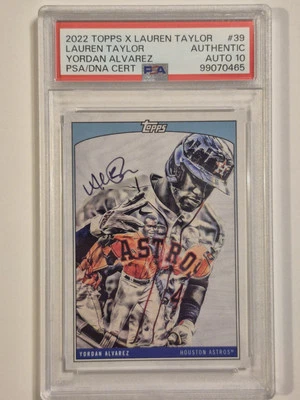 2022 TOPPS X LAUREN TAYLOR #39
LAUREN TAYLOR AUTHENTIC
YORDAN ALVAREZ AUTO 10
PSA/DNA CERT PSA 99070465
Topps
ASTROS
YORDAN ALVAREZ HOUSTON ASTROS